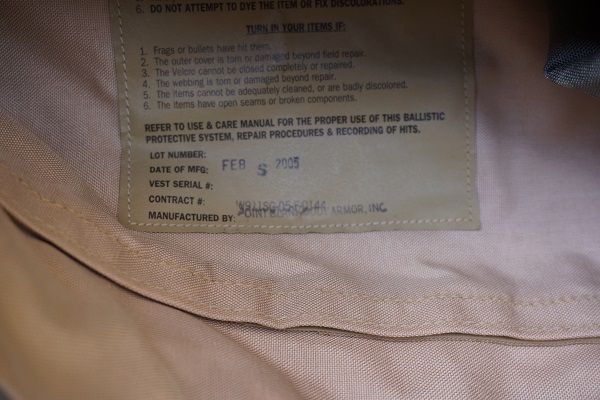 6. DO NOT ATTEMPT TO DYE THE ITEM OR FIX DISCOLORATIONS.
TURN IN YOUR ITEMS IF:
1. Frags or bullets have hit them.
2. The outer cover is torn or damaged beyond field repair.
3. The Velcro cannot be closed completely or repaired.
4. The webbing is torn or damaged beyond repair.
5. The items cannot be adequately cleaned, or are badly discolored.
6. The items have open seams or broken components.
REFER TO USE & CARE MANUAL FOR THE PROPER USE OF THIS BALLISTIC
PROTECTIVE SYSTEM, REPAIR PROCEDURES & RECORDING OF HITS.
LOT NUMBER:
DATE OF MFG: FEB S 2005
VEST SERIAL #:
CONTRACT #:
MANUFACTURED BY: BODY ARMOR, INC.